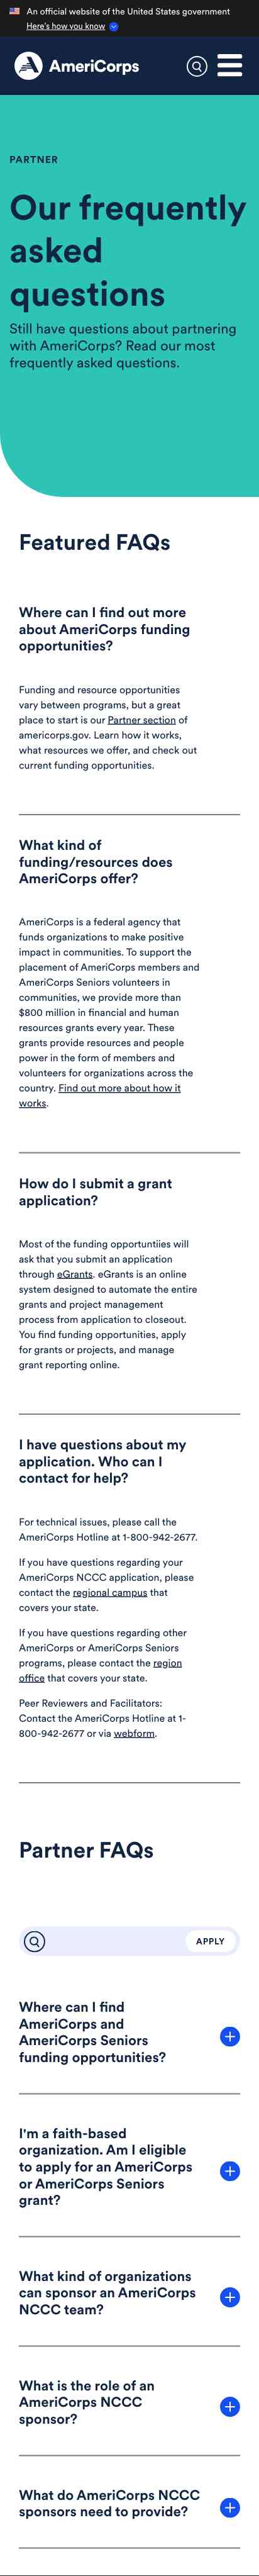 An official website of the United States government
Here's how you know
AmeriCorps
PARTNER
Our frequently
asked
questions
Still have questions about partnering
with AmeriCorps? Read our most
frequently asked questions.
Featured FAQs
Where can I find out more
about AmeriCorps funding
opportunities?
Funding and resource opportunities
vary between programs, but a great
place to start is our Partner section of
americorps.gov. Learn how it works,
what resources we offer, and check out
current funding opportunities.
What kind of
funding/resources does
AmeriCorps offer?
AmeriCorps is a federal agency that
funds organizations to make positive
impact in communities. To support the
placement of AmeriCorps members and
AmeriCorps Seniors volunteers in
communities, we provide more than
$800 million in financial and human
resources grants every year. These
grants provide resources and people
power in the form of members and
volunteers for organizations across the
country. Find out more about how it
works.
How do I submit a grant
application?
Most of the funding opportuntiies will
ask that you submit an application
through eGrants. eGrants is an online
system designed to automate the entire
grants and project management
process from application to closeout.
You find funding opportunities, apply
for grants or projects, and manage
grant reporting online.
I have questions about my
application. Who can I
contact for help?
For technical issues, please call the
AmeriCorps Hotline at 1-800-942-2677.
If you have questions regarding your
AmeriCorps NCCC application, please
contact the regional campus that
covers your state.
If you have questions regarding other
AmeriCorps or AmeriCorps Seniors
programs, please contact the region
office that covers your state.
Peer Reviewers and Facilitators:
Contact the AmeriCorps Hotline at 1-
800-942-2677 or via webform.
Partner FAQs
APPLY
Where can I find
AmeriCorps and
AmeriCorps Seniors
funding opportunities?
I'm a faith-based
organization. Am I eligible
to apply for an AmeriCorps
or AmeriCorps Seniors
grant?
What kind of organizations
can sponsor an AmeriCorps
NCCC team?
What is the role of an
AmeriCorps NCCC
sponsor?
What do AmeriCorps NCCC
sponsors need to provide?